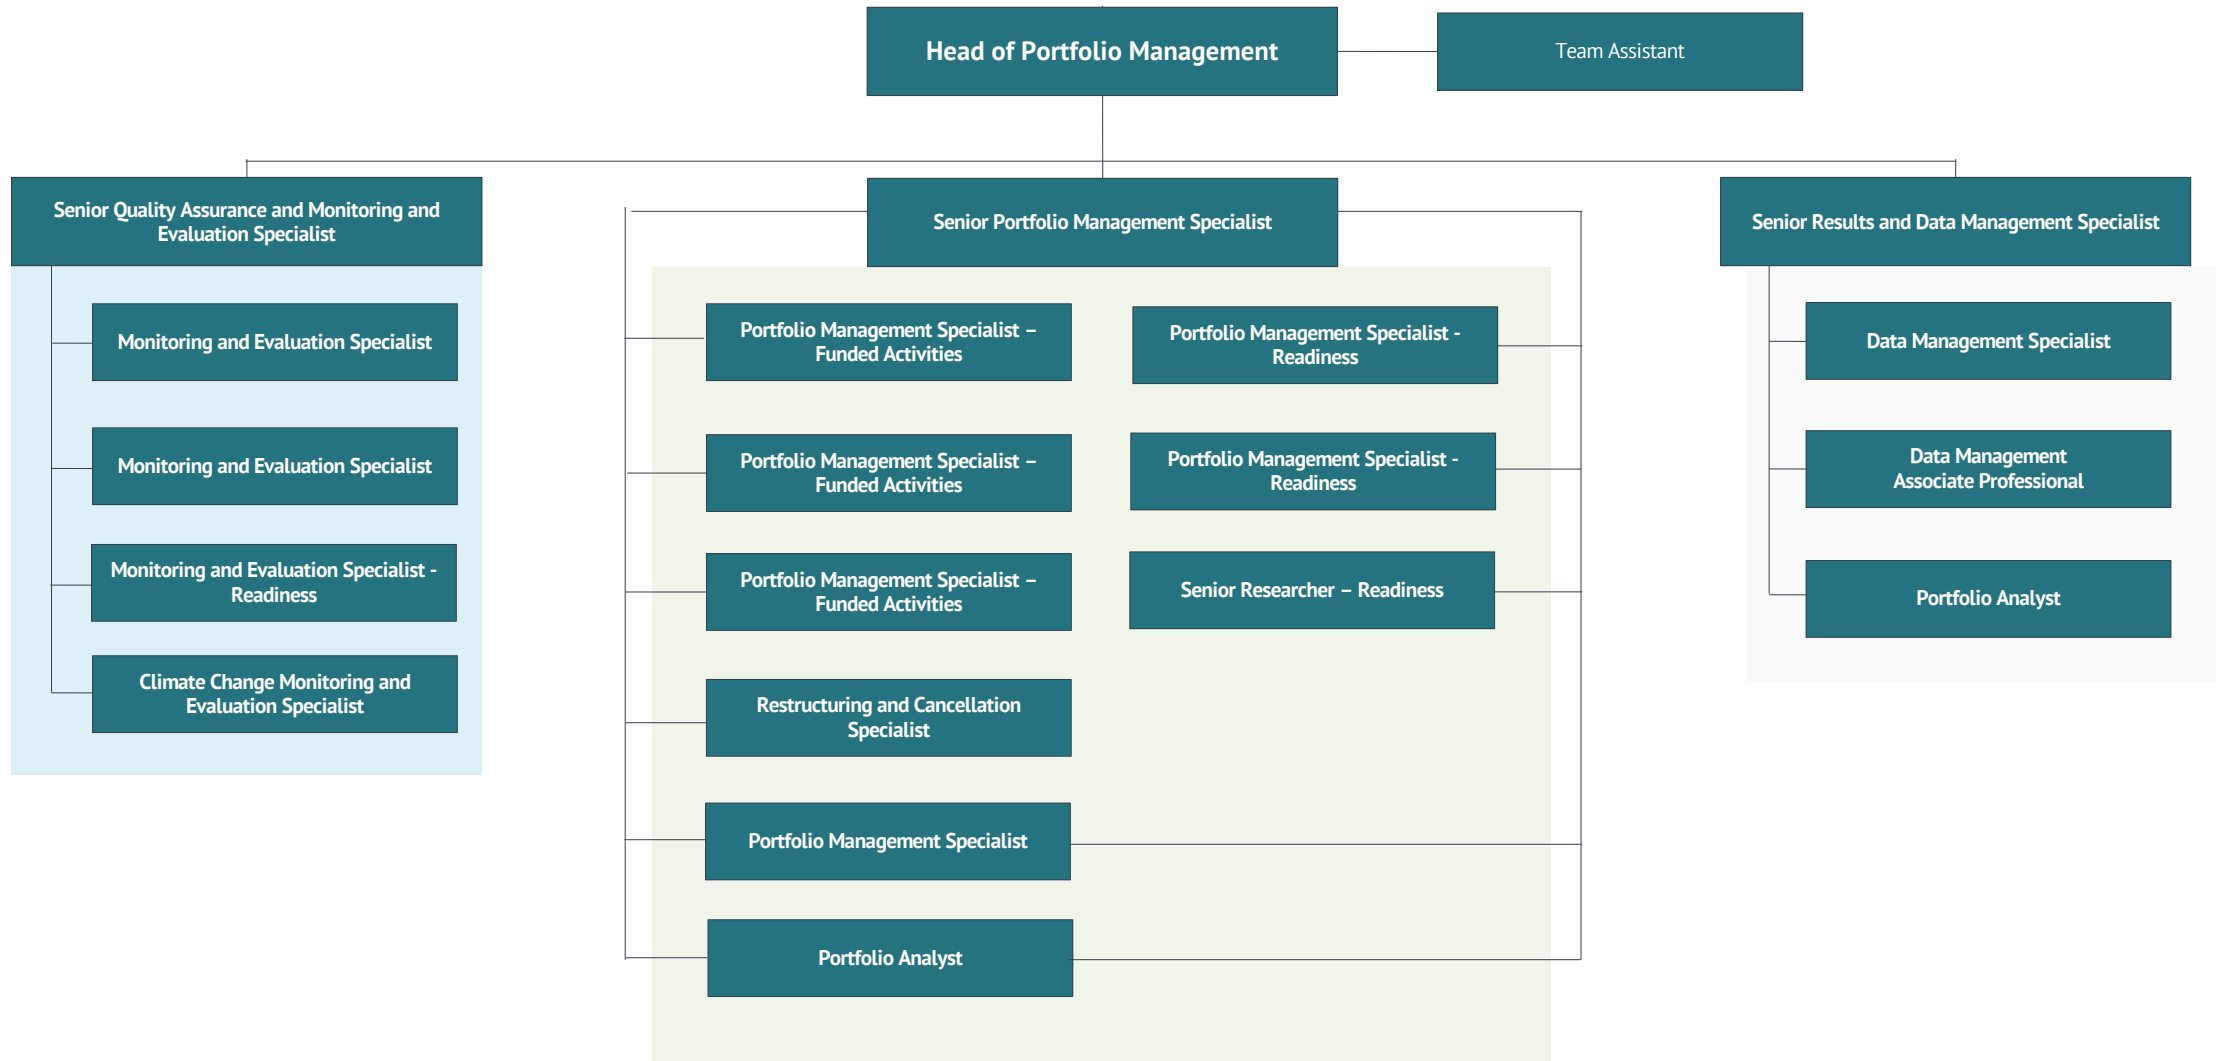 Head of Portfolio Management
Team Assistant
Senior Quality Assurance and Monitoring and
Evaluation Specialist
Monitoring and Evaluation Specialist
Monitoring and Evaluation Specialist
Monitoring and Evaluation Specialist -
Readiness
Climate Change Monitoring and
Evaluation Specialist
Senior Portfolio Management Specialist
Portfolio Management Specialist –
Funded Activities
Portfolio Management Specialist –
Funded Activities
Portfolio Management Specialist –
Funded Activities
Restructuring and Cancellation
Specialist
Portfolio Management Specialist
Portfolio Analyst
Portfolio Management Specialist -
Readiness
Portfolio Management Specialist -
Readiness
Senior Researcher – Readiness
Senior Results and Data Management Specialist
Data Management Specialist
Data Management
Associate Professional
Portfolio Analyst